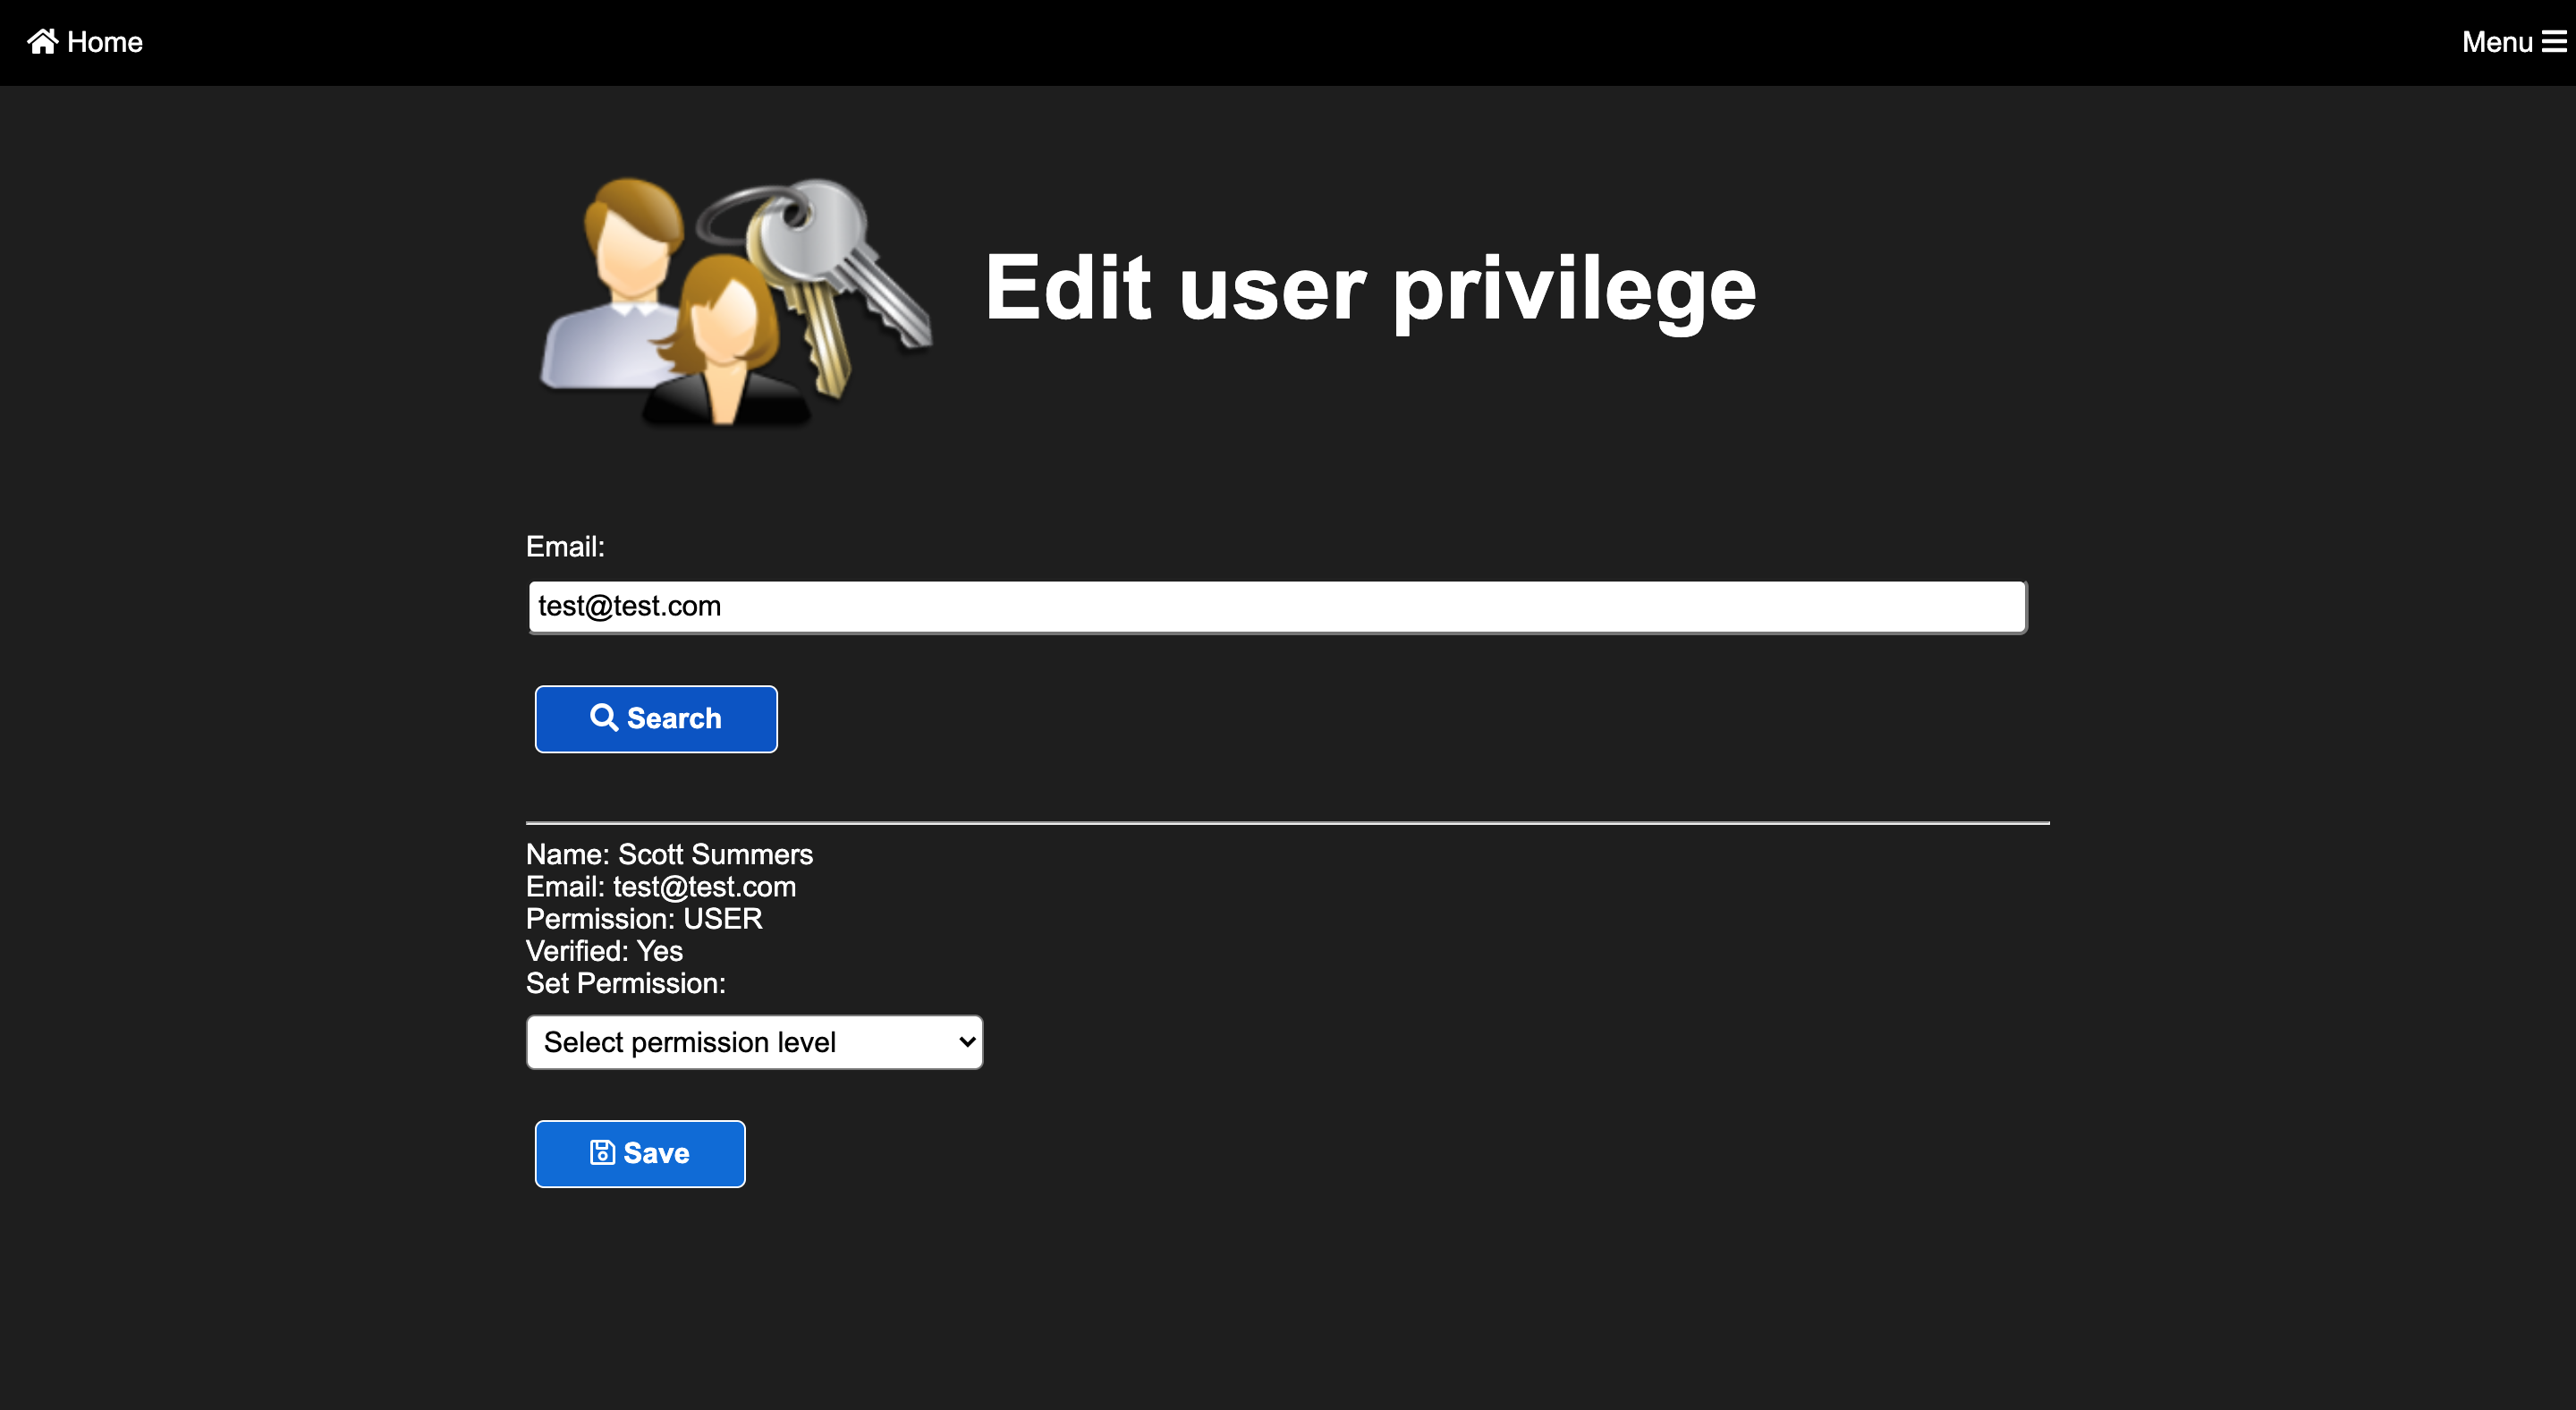 Home
Menu
Edit user privilege
Email:
test@test.com
Search
Name: Scott Summers
Email: test@test.com
Permission: USER
Verified: Yes
Set Permission:
Select permission level
Save